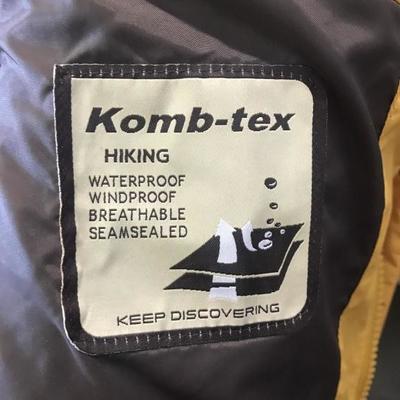 Komb-tex
HIKING
WATERPROOF
WINDPROOF
BREATHABLE
SEAMSEALED
KEEP DISCOVERING